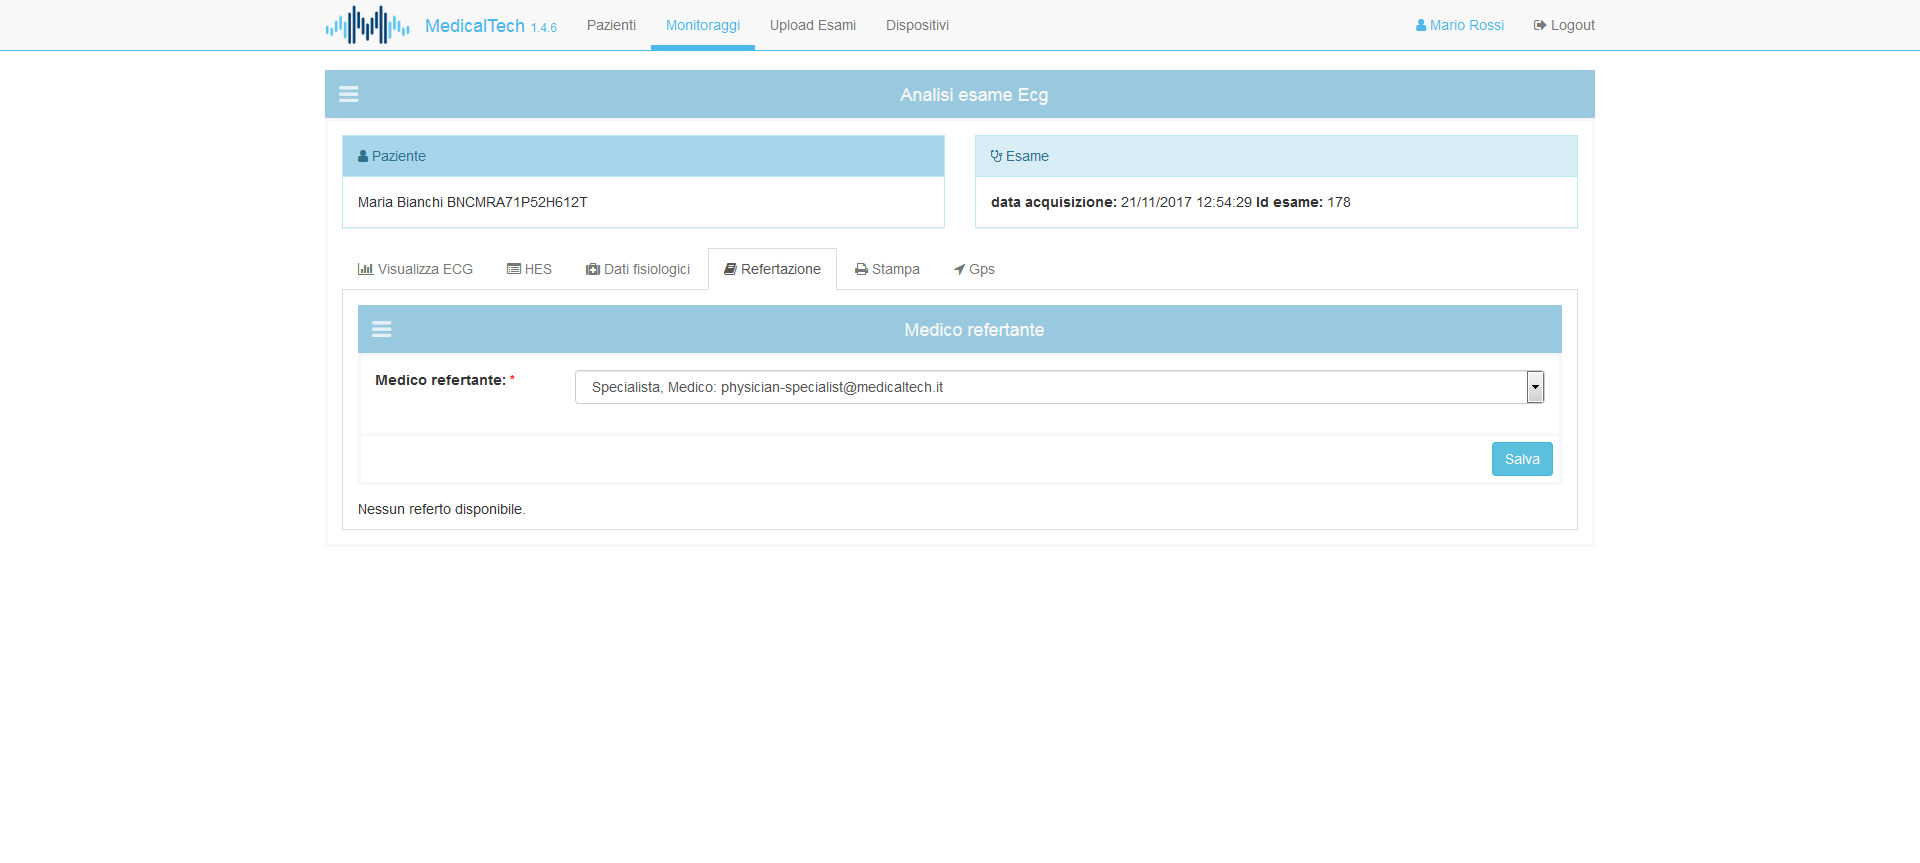 MedicalTech 1.4.6 Pazienti Monitoraggi Upload Esami Dispositivi Mario Rossi Logout
Analisi esame Ecg
Paziente
Maria Bianchi BNCMRA71P52H612T
Esame
data acquisizione: 21/11/2017 12:54:29 Id esame: 178
Visualizza ECG HES Dati fisiologici Refertazione Stampa Gps
Medico refertante
Medico refertante: * Specialista, Medico: physician-specialist@medicaltech.it
Salva
Nessun referto disponibile.